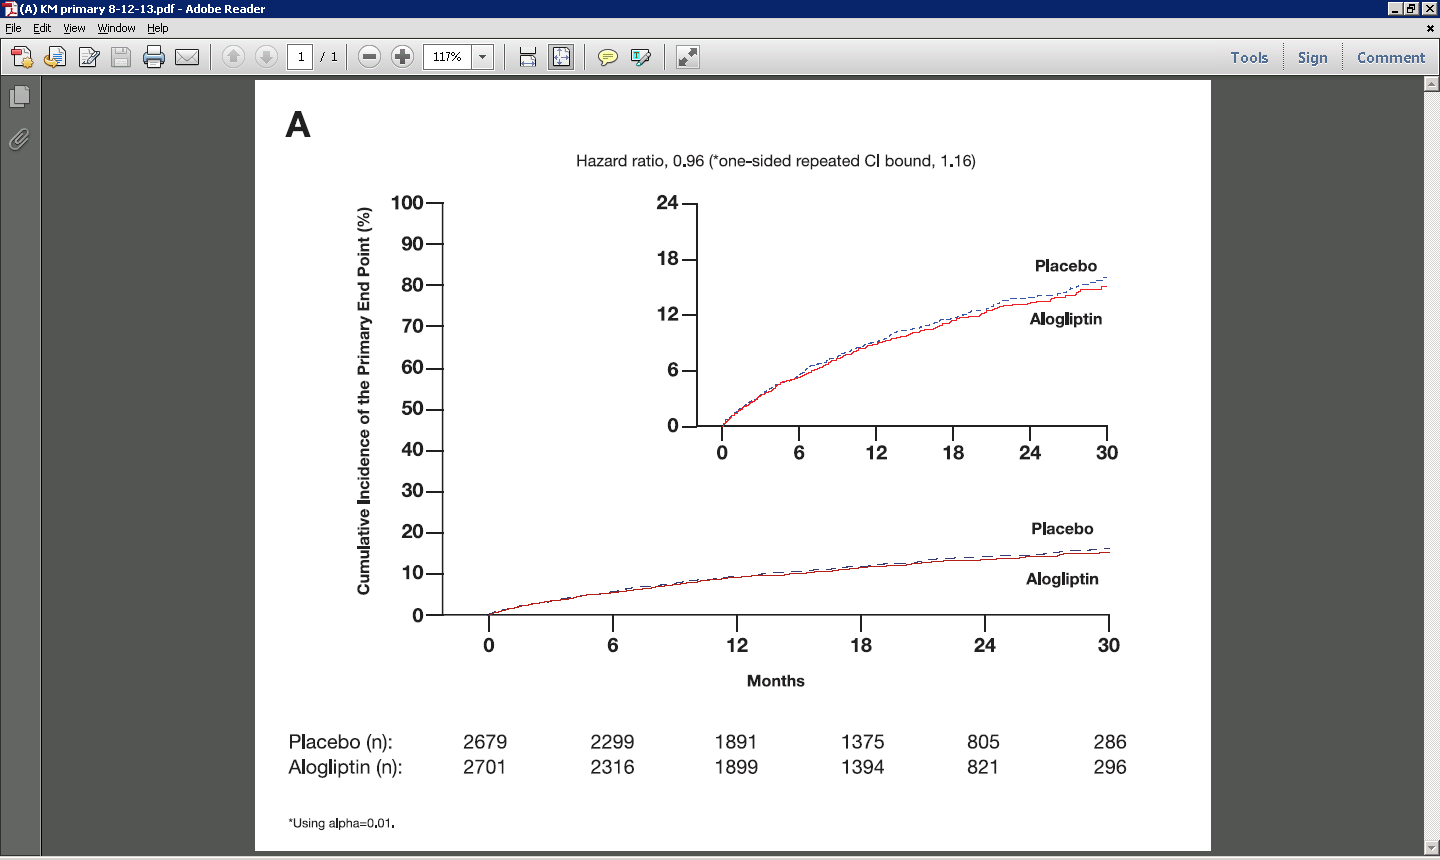 (A) KM primary 8-12-13.pdf - Adobe Reader
File Edit View Window Help
1 / 1 117% Tools Sign Comment
A
Hazard ratio, 0.96 (*one-sided repeated CI bound, 1.16)
Cumulative Incidence of the Primary End Point (%)
100
90
80
70
60
50
40
30
20
10
0
24
18
12
6
0
Placebo
Alogliptin
0 6 12 18 24 30
Placebo
Alogliptin
0 6 12 18 24 30
Months
Placebo (n): 2679 2299 1891 1375 805 286
Alogliptin (n): 2701 2316 1899 1394 821 296
*Using alpha=0.01.